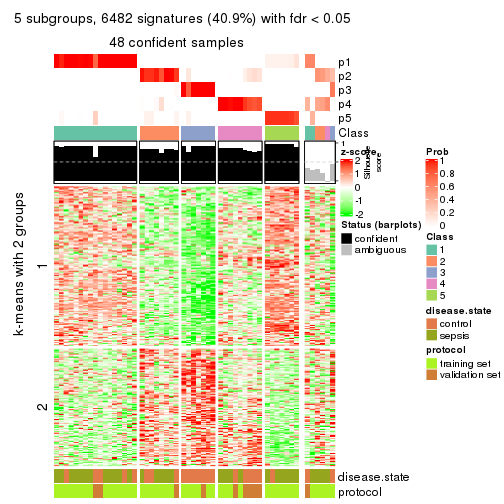 5 subgroups, 6482 signatures (40.9%) with fdr < 0.05
48 confident samples
p1
p2
p3
p4
p5
Class
1
Silhouette
score
z-score
2
1
0
-1
-2
Prob
1
0.8
0.6
0.4
0.2
0
Status (barplots)
confident
ambiguous
Class
1
2
3
4
5
disease.state
control
sepsis
protocol
training set
validation set
k-means with 2 groups
1
2
disease.state
protocol